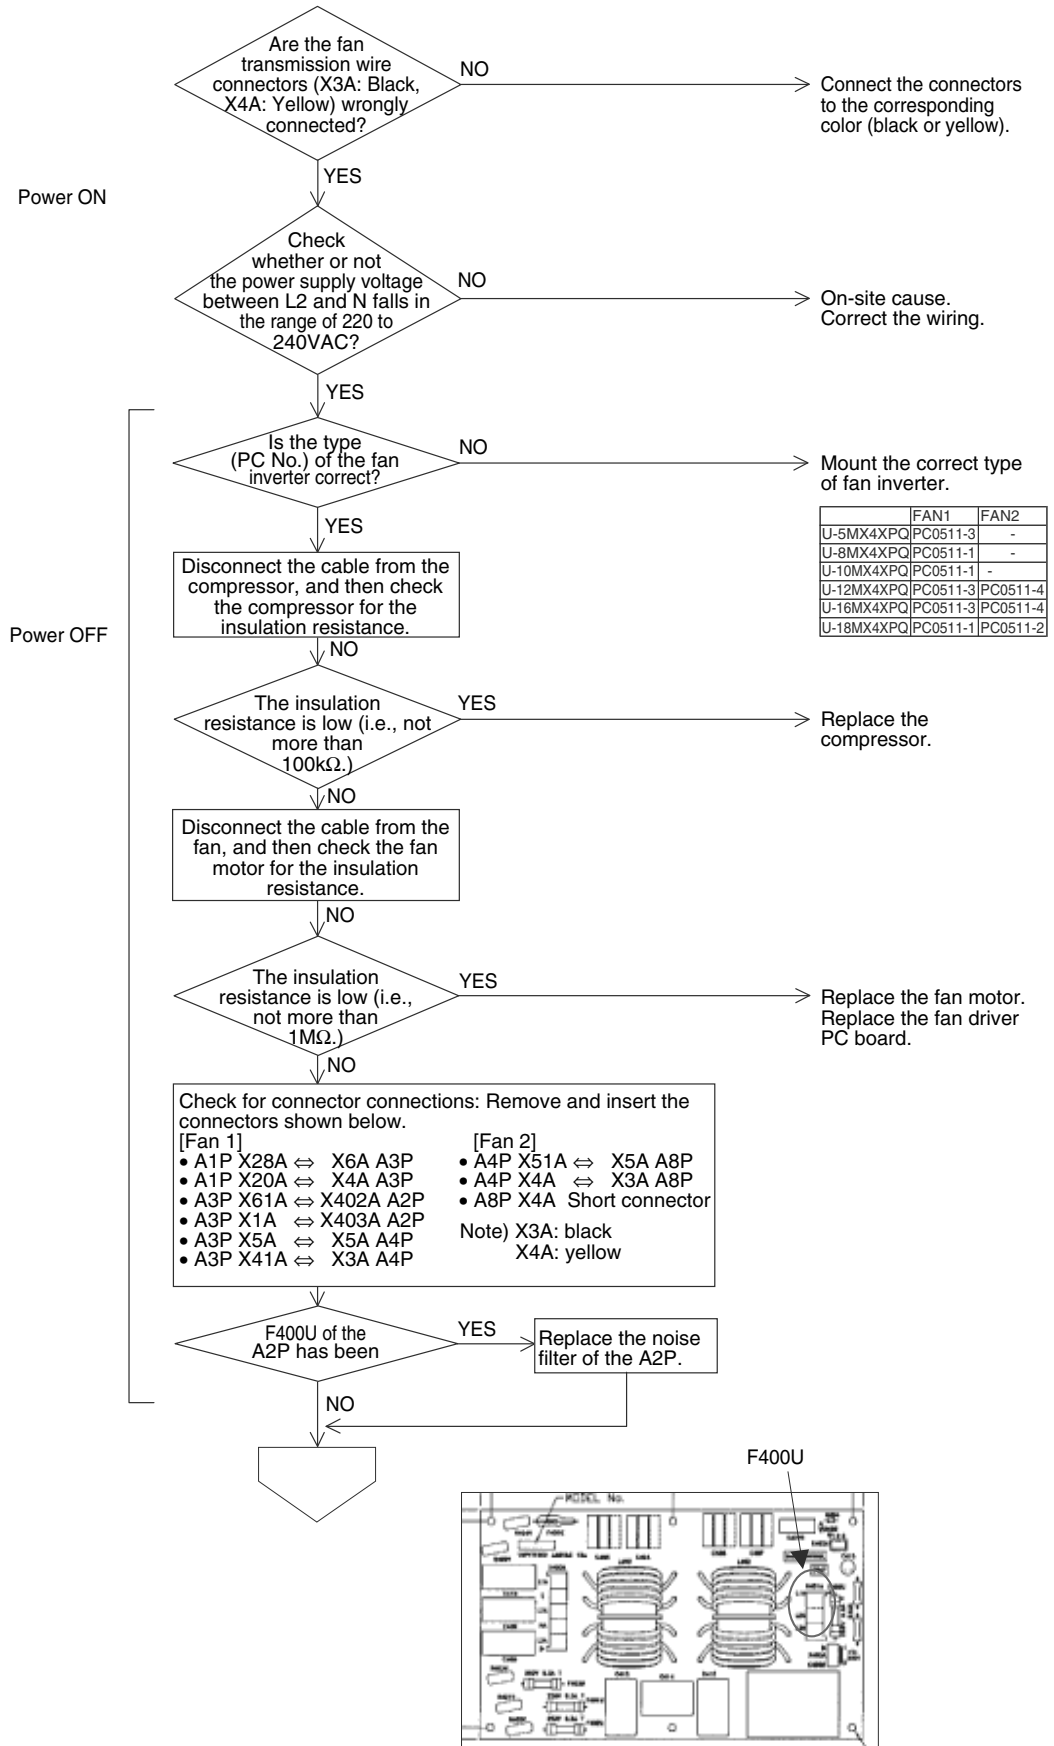 Are the fan
transmission wire
connectors (X3A: Black,
X4A: Yellow) wrongly
connected?
NO
Connect the connectors
to the corresponding
color (black or yellow).
YES
Power ON
Check
whether or not
the power supply voltage
between L2 and N falls in
the range of 220 to
240VAC?
NO
On-site cause.
Correct the wiring.
YES
Is the type
(PC No.) of the fan
inverter correct?
NO
Mount the correct type
of fan inverter.
FAN1 FAN2
U-5MX4XPQ PC0511-3 -
U-8MX4XPQ PC0511-1 -
U-10MX4XPQ PC0511-1 -
U-12MX4XPQ PC0511-3 PC0511-4
U-16MX4XPQ PC0511-3 PC0511-4
U-18MX4XPQ PC0511-1 PC0511-2
YES
Disconnect the cable from the
compressor, and then check
the compressor for the
insulation resistance.
Power OFF
NO
The insulation
resistance is low (i.e., not
more than
100kΩ.)
YES
Replace the
compressor.
NO
Disconnect the cable from the
fan, and then check the fan
motor for the insulation
resistance.
NO
The insulation
resistance is low (i.e.,
not more than
1MΩ.)
YES
Replace the fan motor.
Replace the fan driver
PC board.
NO
Check for connector connections: Remove and insert the
connectors shown below.
[Fan 1]
• A1P X28A ⇔ X6A A3P
• A1P X20A ⇔ X4A A3P
• A3P X61A ⇔ X402A A2P
• A3P X1A ⇔ X403A A2P
• A3P X5A ⇔ X5A A4P
• A3P X41A ⇔ X3A A4P
[Fan 2]
• A4P X51A ⇔ X5A A8P
• A4P X4A ⇔ X3A A8P
• A8P X4A Short connector
Note) X3A: black
X4A: yellow
F400U of the
A2P has been
YES
Replace the noise
filter of the A2P.
NO
F400U
MODEL No.